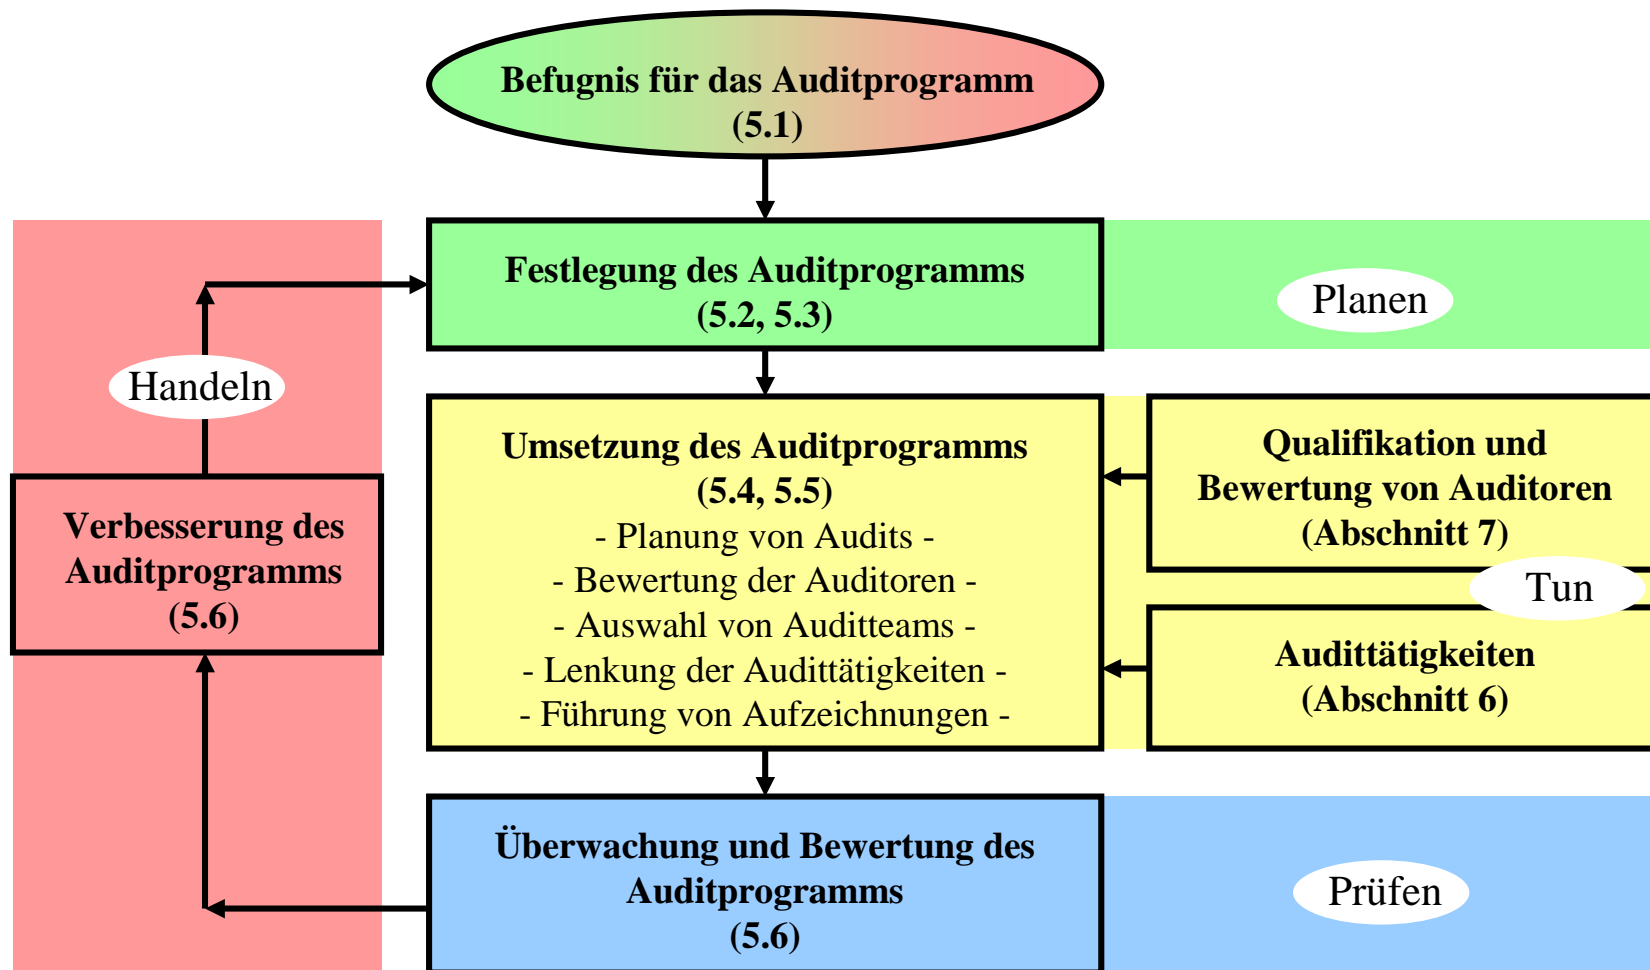 Befugnis für das Auditprogramm
(5.1)
Festlegung des Auditprogramms
(5.2, 5.3)
Planen
Handeln
Umsetzung des Auditprogramms
(5.4, 5.5)
- Planung von Audits -
- Bewertung der Auditoren -
- Auswahl von Auditteams -
- Lenkung der Audittätigkeiten -
- Führung von Aufzeichnungen -
Qualifikation und
Bewertung von Auditoren
(Abschnitt 7)
Tun
Audittätigkeiten
(Abschnitt 6)
Verbesserung des
Auditprogramms
(5.6)
Überwachung und Bewertung des
Auditprogramms
(5.6)
Prüfen